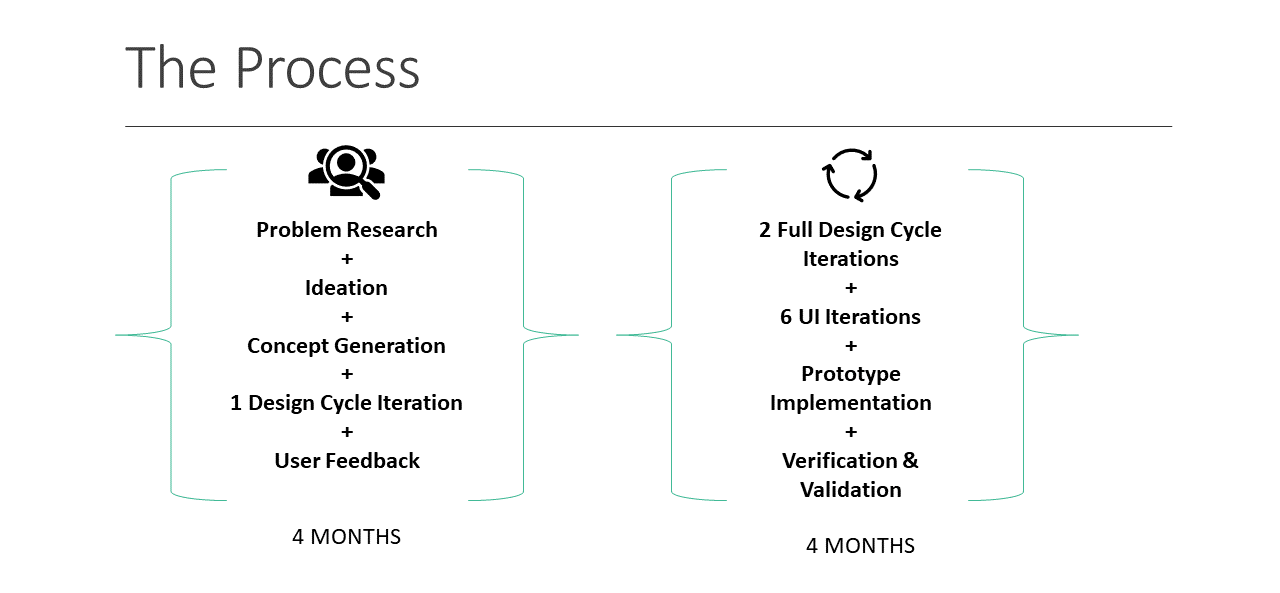 The Process
Problem Research
+
Ideation
+
Concept Generation
+
1 Design Cycle Iteration
+
User Feedback
4 MONTHS
2 Full Design Cycle
Iterations
+
6 UI Iterations
+
Prototype
Implementation
+
Verification &
Validation
4 MONTHS